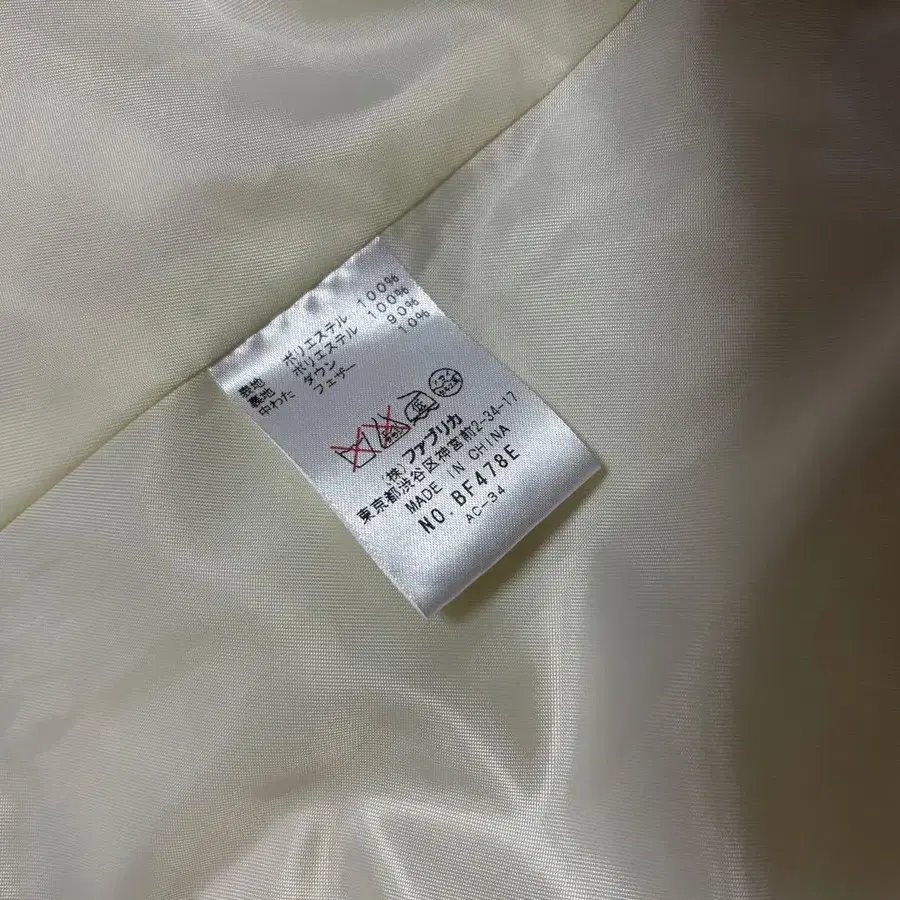 表地 ポリエステル 100%
裏地 ポリエステル 100%
中わた ダウン 90%
フェザー 10%
(株)ファブリカ
東京都渋谷区神宮前2-34-17
MADE IN CHINA
NO. BF478E
AC-34